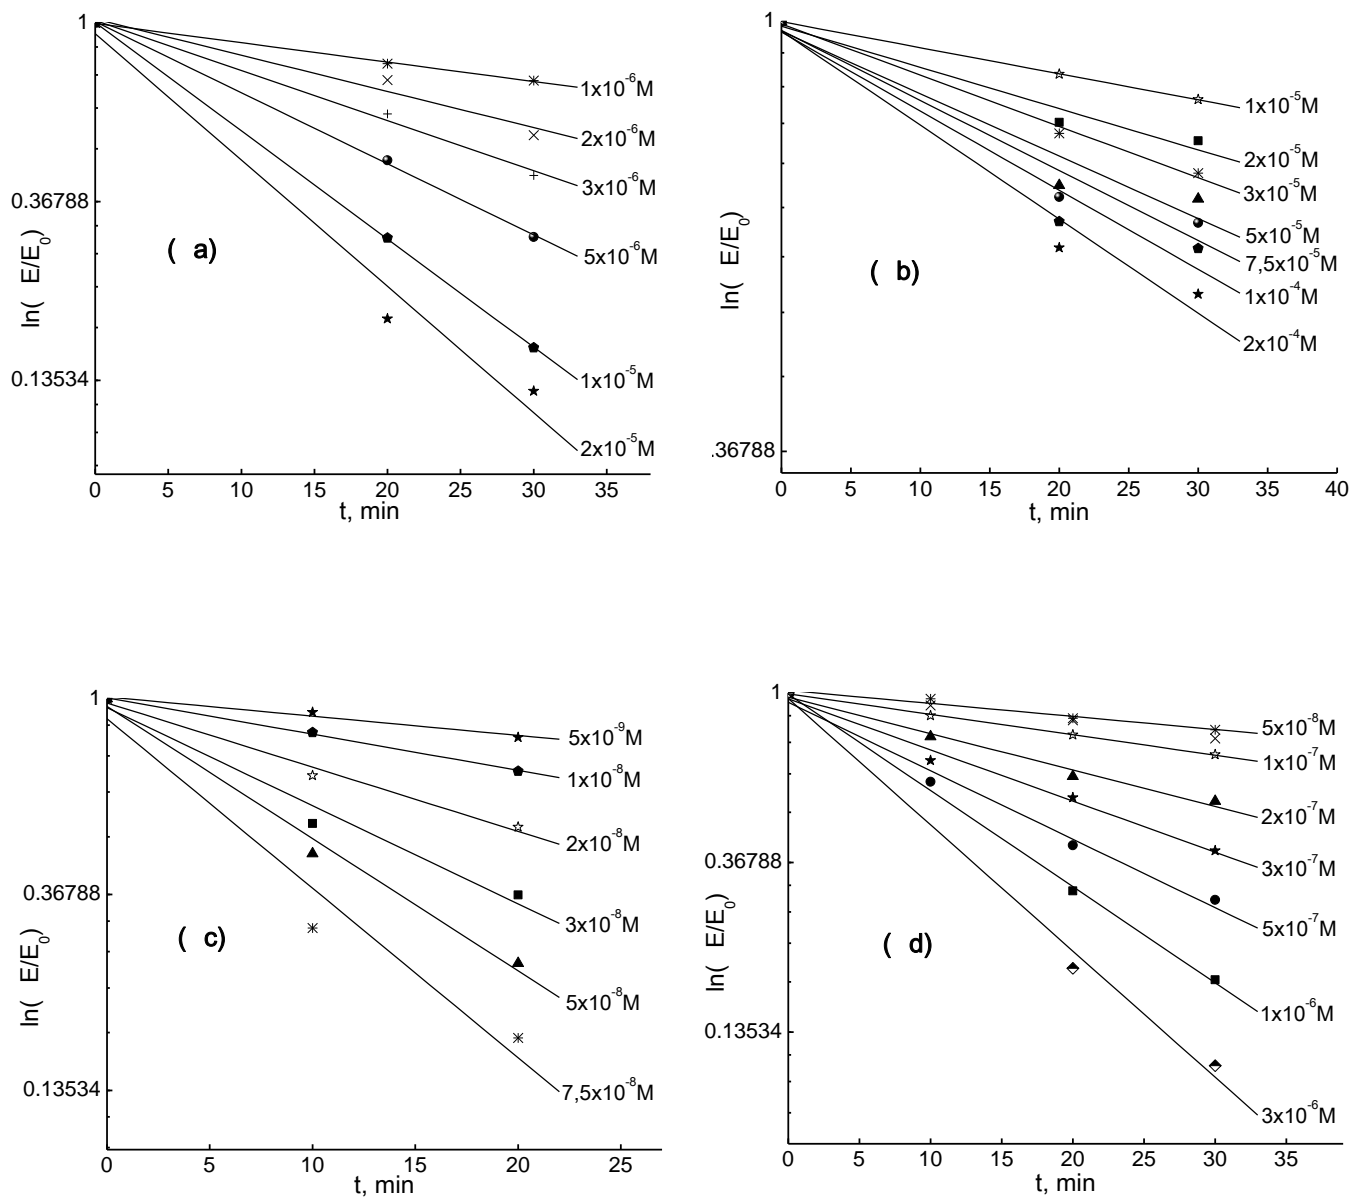 1
0.36788
0.13534
ln( E/E₀)
( a)
1x10⁻⁶M
2x10⁻⁶M
3x10⁻⁶M
5x10⁻⁶M
1x10⁻⁵M
2x10⁻⁵M
0 5 10 15 20 25 30 35
t, min
1
.36788
ln( E/E₀)
( b)
1x10⁻⁵M
2x10⁻⁵M
3x10⁻⁵M
5x10⁻⁵M
7,5x10⁻⁵M
1x10⁻⁴M
2x10⁻⁴M
0 5 10 15 20 25 30 35 40
t, min
1
0.36788
0.13534
ln( E/E₀)
( c)
5x10⁻⁹M
1x10⁻⁸M
2x10⁻⁸M
3x10⁻⁸M
5x10⁻⁸M
7,5x10⁻⁸M
0 5 10 15 20 25
t, min
1
0.36788
0.13534
ln( E/E₀)
( d)
5x10⁻⁸M
1x10⁻⁷M
2x10⁻⁷M
3x10⁻⁷M
5x10⁻⁷M
1x10⁻⁶M
3x10⁻⁶M
0 5 10 15 20 25 30 35
t, min